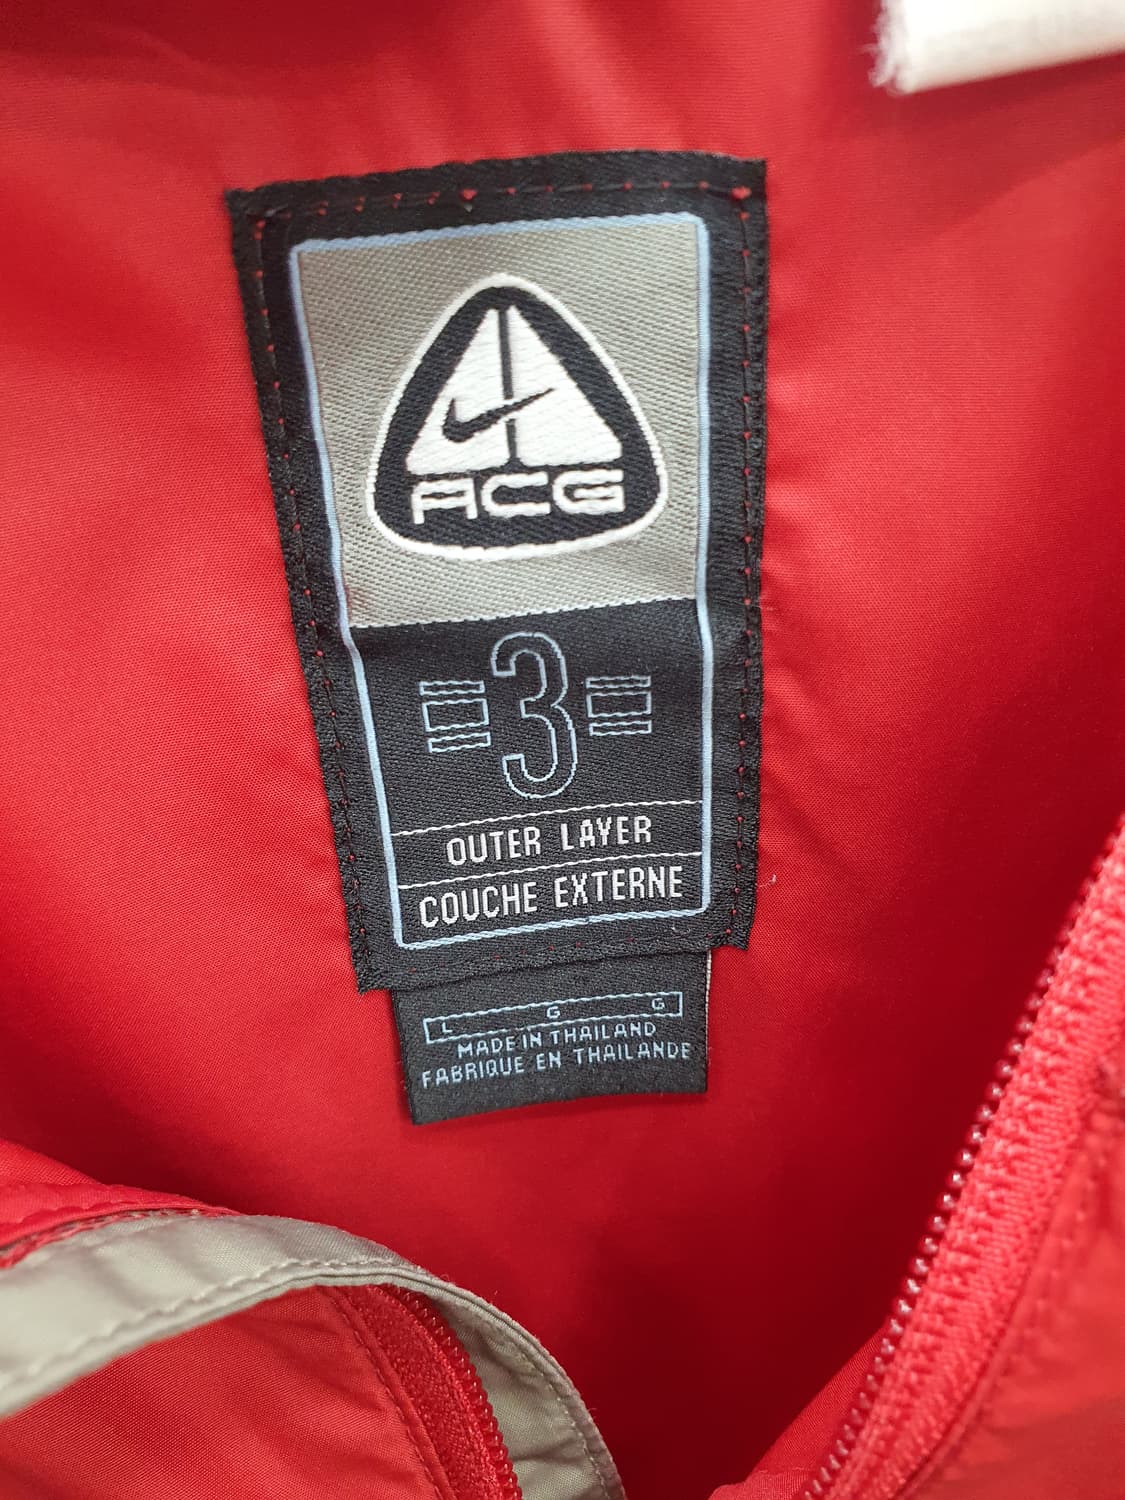 ACG
3
OUTER LAYER
COUCHE EXTERNE
L G G
MADE IN THAILAND
FABRIQUE EN THAILANDE